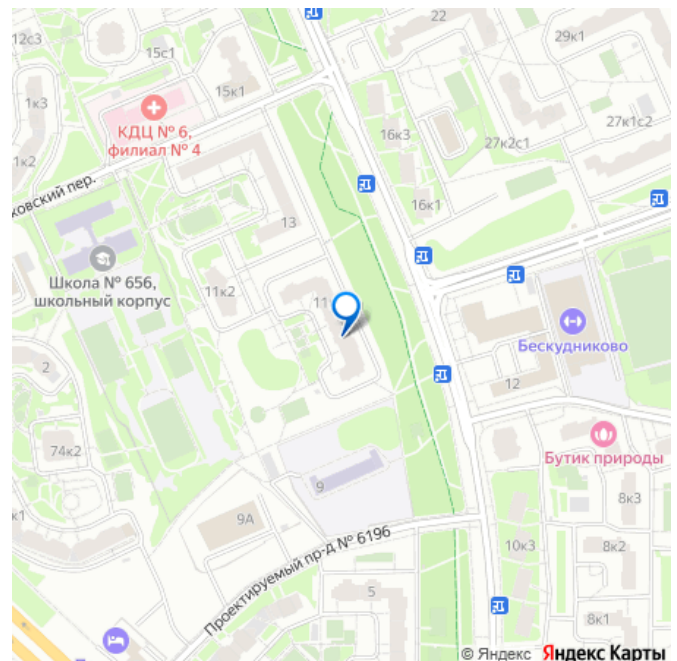 22
29к1
12с3
15с1
1к3
15к1
КДЦ № 6,
филиал № 4
16к3
27к2с1
27к1с2
1к2
ковский пер.
16к1
13
Школа № 656,
школьный корпус
11к2
11
Бескудниково
2
12
Бутик природы
74к2
9
8к3
к1
9А
Проектируемый пр-д № 6196
10к3
8к2
5
8к1
© Яндекс Яндекс Карты